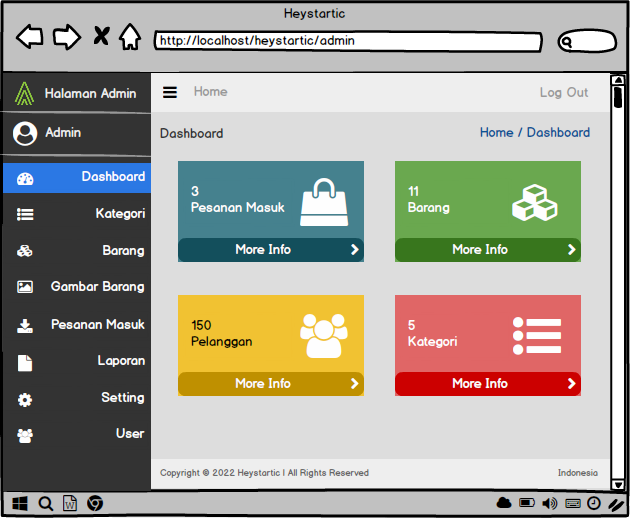 Heystartic
http://localhost/heystartic/admin
Halaman Admin
Home
Log Out
Admin
Dashboard
Home / Dashboard
Dashboard
Kategori
Barang
Gambar Barang
Pesanan Masuk
Laporan
Setting
User
3
Pesanan Masuk
More Info
11
Barang
More Info
150
Pelanggan
More Info
5
Kategori
More Info
Copyright © 2022 Heystartic | All Rights Reserved
Indonesia
W